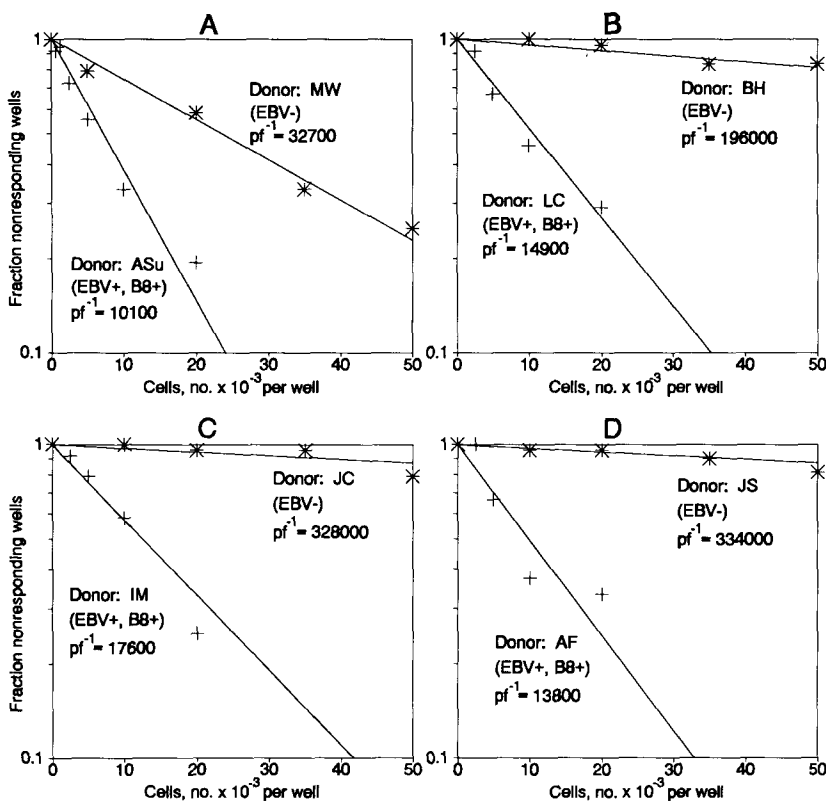 A
1
Donor: MW
(EBV-)
pf⁻¹ = 32700
Donor: ASu
(EBV+, B8+)
pf⁻¹ = 10100
Fraction nonresponding wells
0.1
0 10 20 30 40 50
Cells, no. x 10⁻³ per well
B
1
Donor: BH
(EBV-)
pf⁻¹ = 196000
Donor: LC
(EBV+, B8+)
pf⁻¹ = 14900
0.1
0 10 20 30 40 50
Cells, no. x 10⁻³ per well
C
1
Donor: JC
(EBV-)
pf⁻¹ = 328000
Donor: IM
(EBV+, B8+)
pf⁻¹ = 17600
Fraction nonresponding wells
0.1
0 10 20 30 40 50
Cells, no. x 10⁻³ per well
D
1
Donor: JS
(EBV-)
pf⁻¹ = 334000
Donor: AF
(EBV+, B8+)
pf⁻¹ = 13800
0.1
0 10 20 30 40 50
Cells, no. x 10⁻³ per well